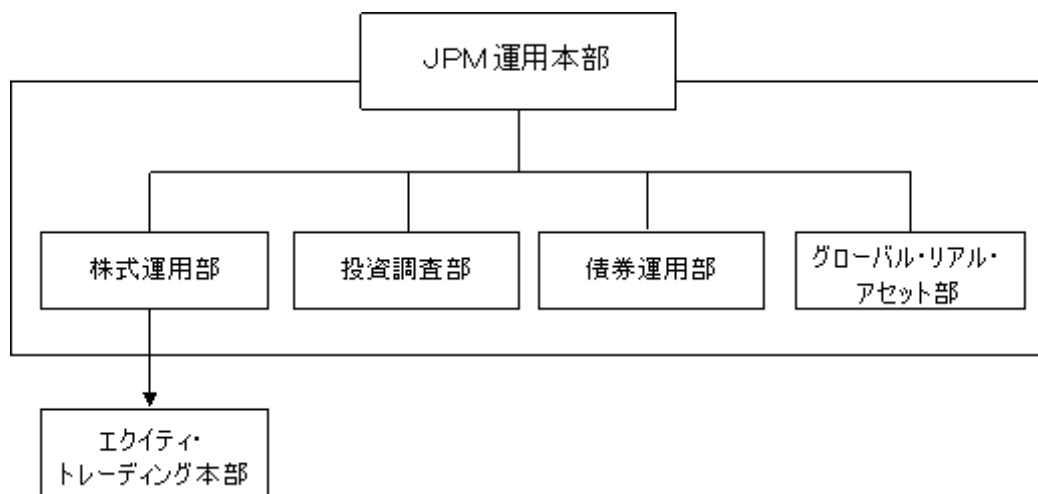 JPM運用本部
株式運用部
投資調査部
債券運用部
グローバル・リアル・
アセット部
エクイティ・
トレーディング本部